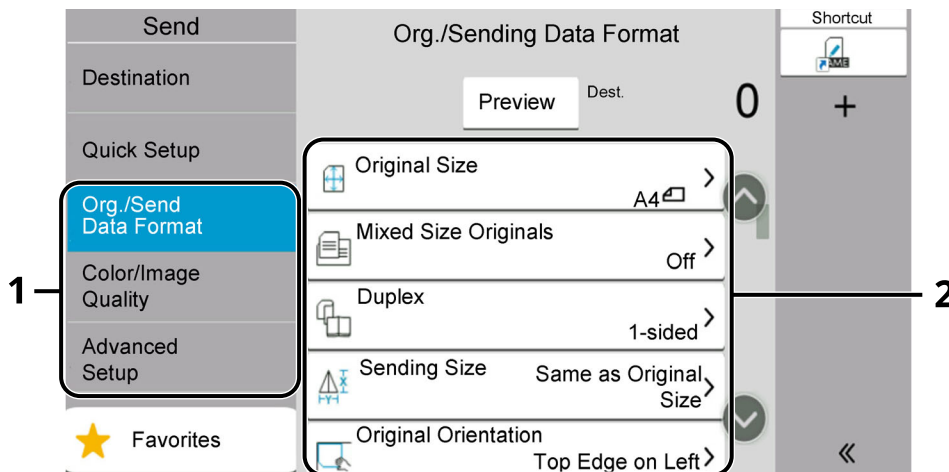 Send
Destination
Quick Setup
Org./Send
Data Format
Color/Image
Quality
Advanced
Setup
Favorites
1
Org./Sending Data Format
Preview
Dest.
0
Original Size
A4
Mixed Size Originals
Off
Duplex
1-sided
Sending Size
Same as Original
Size
Original Orientation
Top Edge on Left
2
Shortcut
+